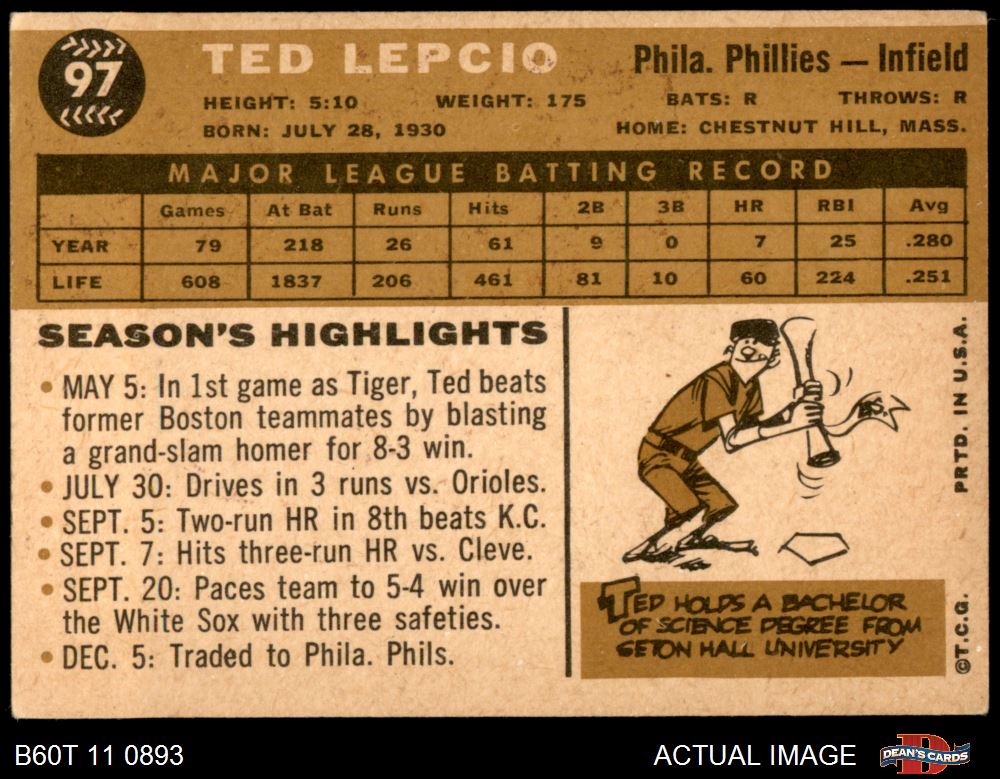 97
TED LEPCIO
Phila. Phillies — Infield
HEIGHT: 5:10 WEIGHT: 175 BATS: R THROWS: R
BORN: JULY 28, 1930 HOME: CHESTNUT HILL, MASS.
MAJOR LEAGUE BATTING RECORD
Games At Bat Runs Hits 2B 3B HR RBI Avg
YEAR 79 218 26 61 9 0 7 25 .280
LIFE 608 1837 206 461 81 10 60 224 .251
SEASON'S HIGHLIGHTS
• MAY 5: In 1st game as Tiger, Ted beats
former Boston teammates by blasting
a grand-slam homer for 8-3 win.
• JULY 30: Drives in 3 runs vs. Orioles.
• SEPT. 5: Two-run HR in 8th beats K.C.
• SEPT. 7: Hits three-run HR vs. Cleve.
• SEPT. 20: Paces team to 5-4 win over
the White Sox with three safeties.
• DEC. 5: Traded to Phila. Phils.
B.S.
TED HOLDS A BACHELOR
OF SCIENCE DEGREE FROM
SETON HALL UNIVERSITY
PRTD. IN U.S.A.
©T.C.G.
B60T 11 0893
ACTUAL IMAGE
DEAN'S CARDS